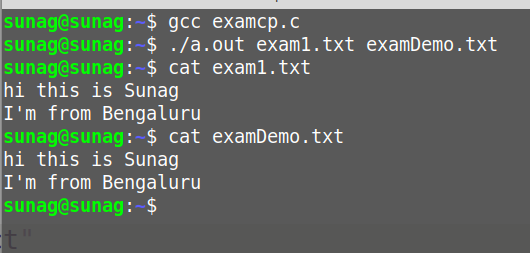 sunag@sunag:~$ gcc examcp.c
sunag@sunag:~$ ./a.out exam1.txt examDemo.txt
sunag@sunag:~$ cat exam1.txt
hi this is Sunag
I'm from Bengaluru
sunag@sunag:~$ cat examDemo.txt
hi this is Sunag
I'm from Bengaluru
sunag@sunag:~$
t"